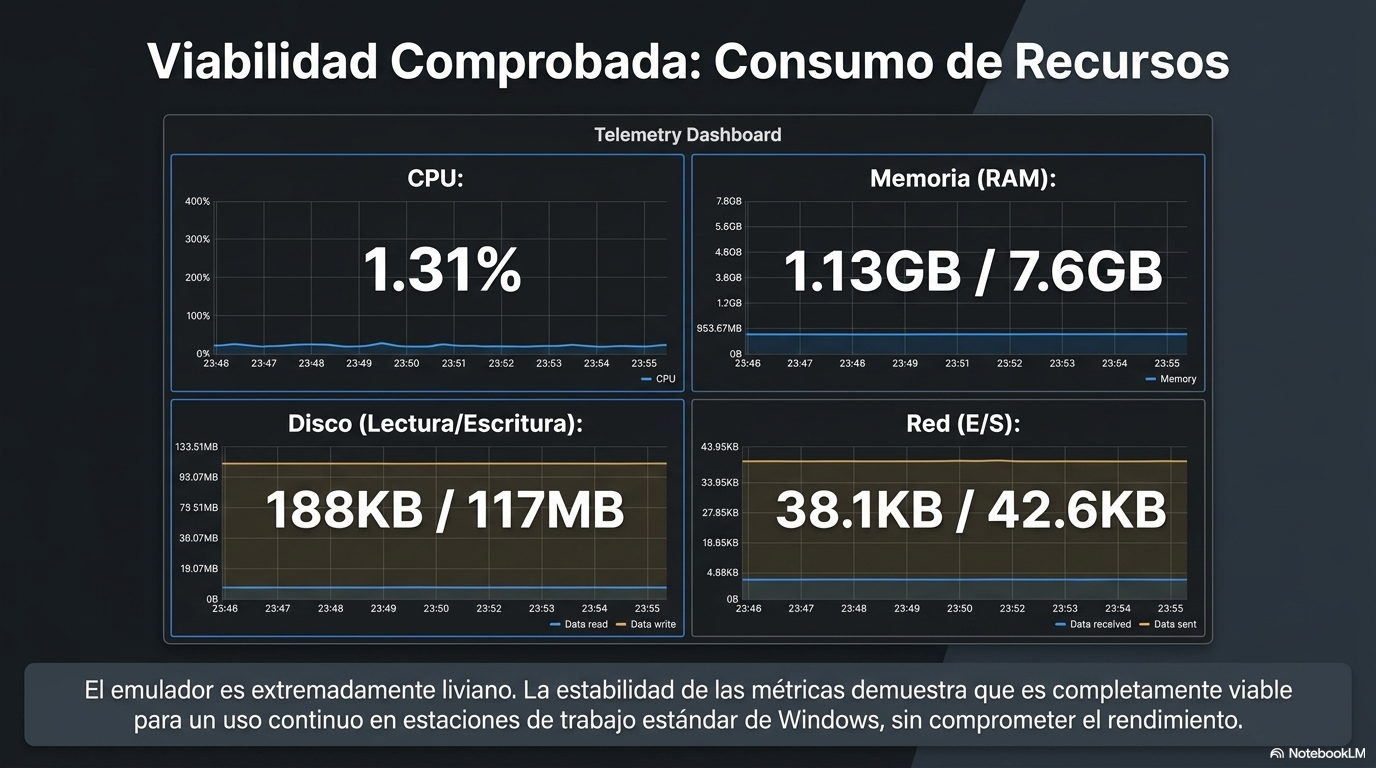 Viabilidad Comprobada: Consumo de Recursos
Telemetry Dashboard
CPU:
400%
300%
200%
100%
0%
1.31%
23:46 23:47 23:48 23:49 23:50 23:51 23:52 23:53 23:54 23:55
CPU
Memoria (RAM):
7.8GB
5.6GB
4.8GB
3.8GB
1.2GB
953.67MB
0B
1.13GB / 7.6GB
23:46 23:47 23:48 23:49 23:51 23:52 23:53 23:54 23:55
Memory
Disco (Lectura/Escritura):
133.51MB
93.07MB
79 51MB
36.07MB
19.07MB
0B
188KB / 117MB
23:46 23:47 23:48 23:49 23:50 23:52 23:53 23:54 23:55
Data read Data write
Red (E/S):
43.95KB
33.95KB
27.85KB
18.85KB
4.88KB
0B
38.1KB / 42.6KB
23:46 23:47 23:48 23:49 23:50 23:52 23:53 23:54 23:55
Data received Data sent
El emulador es extremadamente liviano. La estabilidad de las métricas demuestra que es completamente viable
para un uso continuo en estaciones de trabajo estándar de Windows, sin comprometer el rendimiento.
NotebookLM